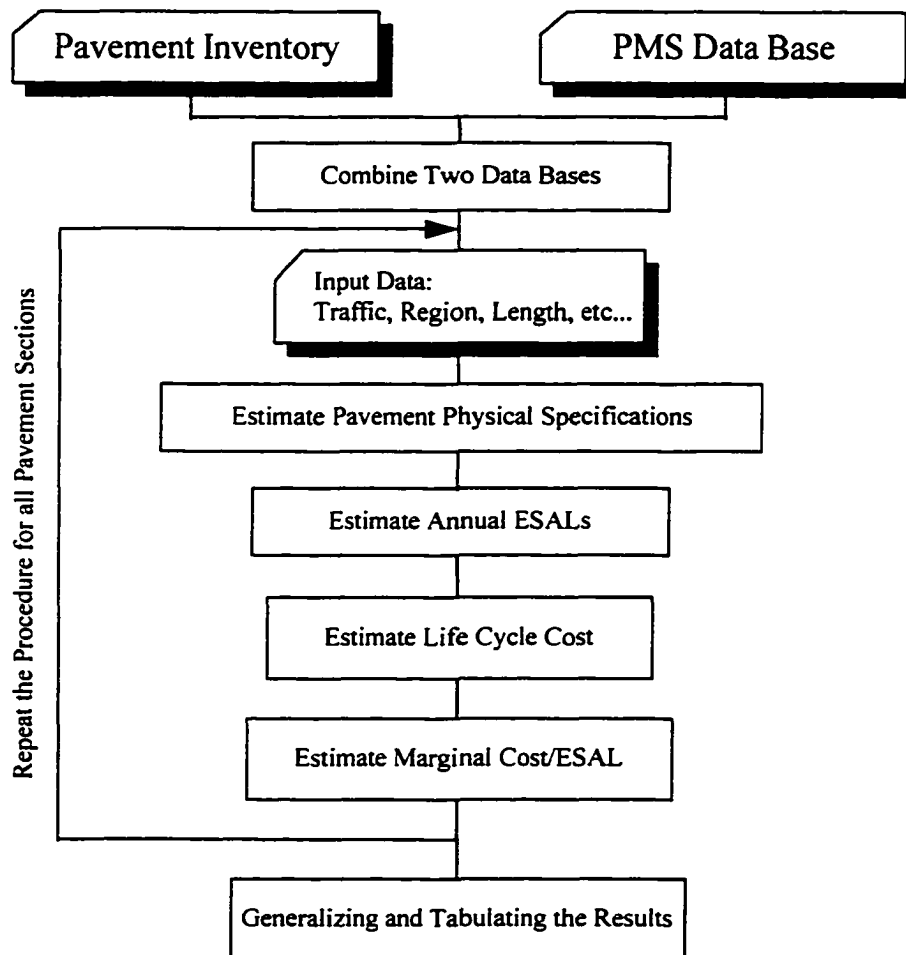 Pavement Inventory
PMS Data Base
Combine Two Data Bases
Input Data:
Traffic, Region, Length, etc...
Estimate Pavement Physical Specifications
Estimate Annual ESALs
Estimate Life Cycle Cost
Estimate Marginal Cost/ESAL
Repeat the Procedure for all Pavement Sections
Generalizing and Tabulating the Results